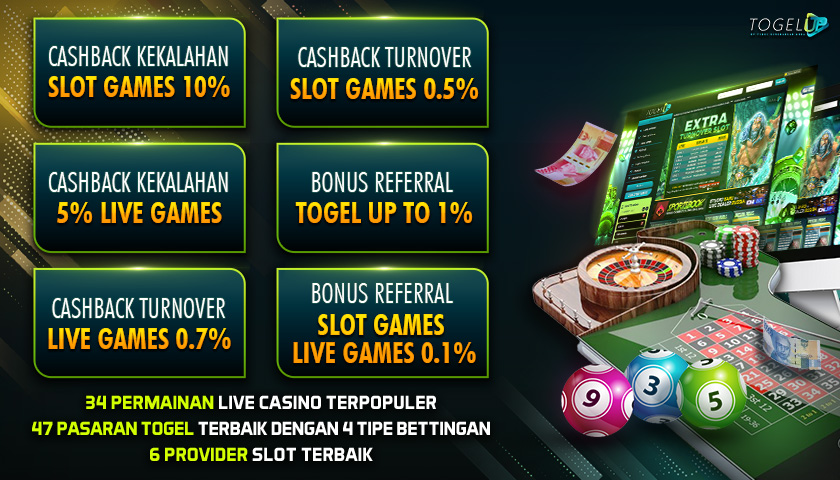 TOGELUP
CASHBACK KEKALAHAN
SLOT GAMES 10%
CASHBACK TURNOVER
SLOT GAMES 0.5%
CASHBACK KEKALAHAN
5% LIVE GAMES
BONUS REFERRAL
TOGEL UP TO 1%
CASHBACK TURNOVER
LIVE GAMES 0.7%
BONUS REFERRAL
SLOT GAMES
LIVE GAMES 0.1%
34 PERMAINAN LIVE CASINO TERPOPULER
47 PASARAN TOGEL TERBAIK DENGAN 4 TIPE BETTINGAN
6 PROVIDER SLOT TERBAIK
EXTRA
TURNOVER SLOT
SPORTSBOOK
9
3
5